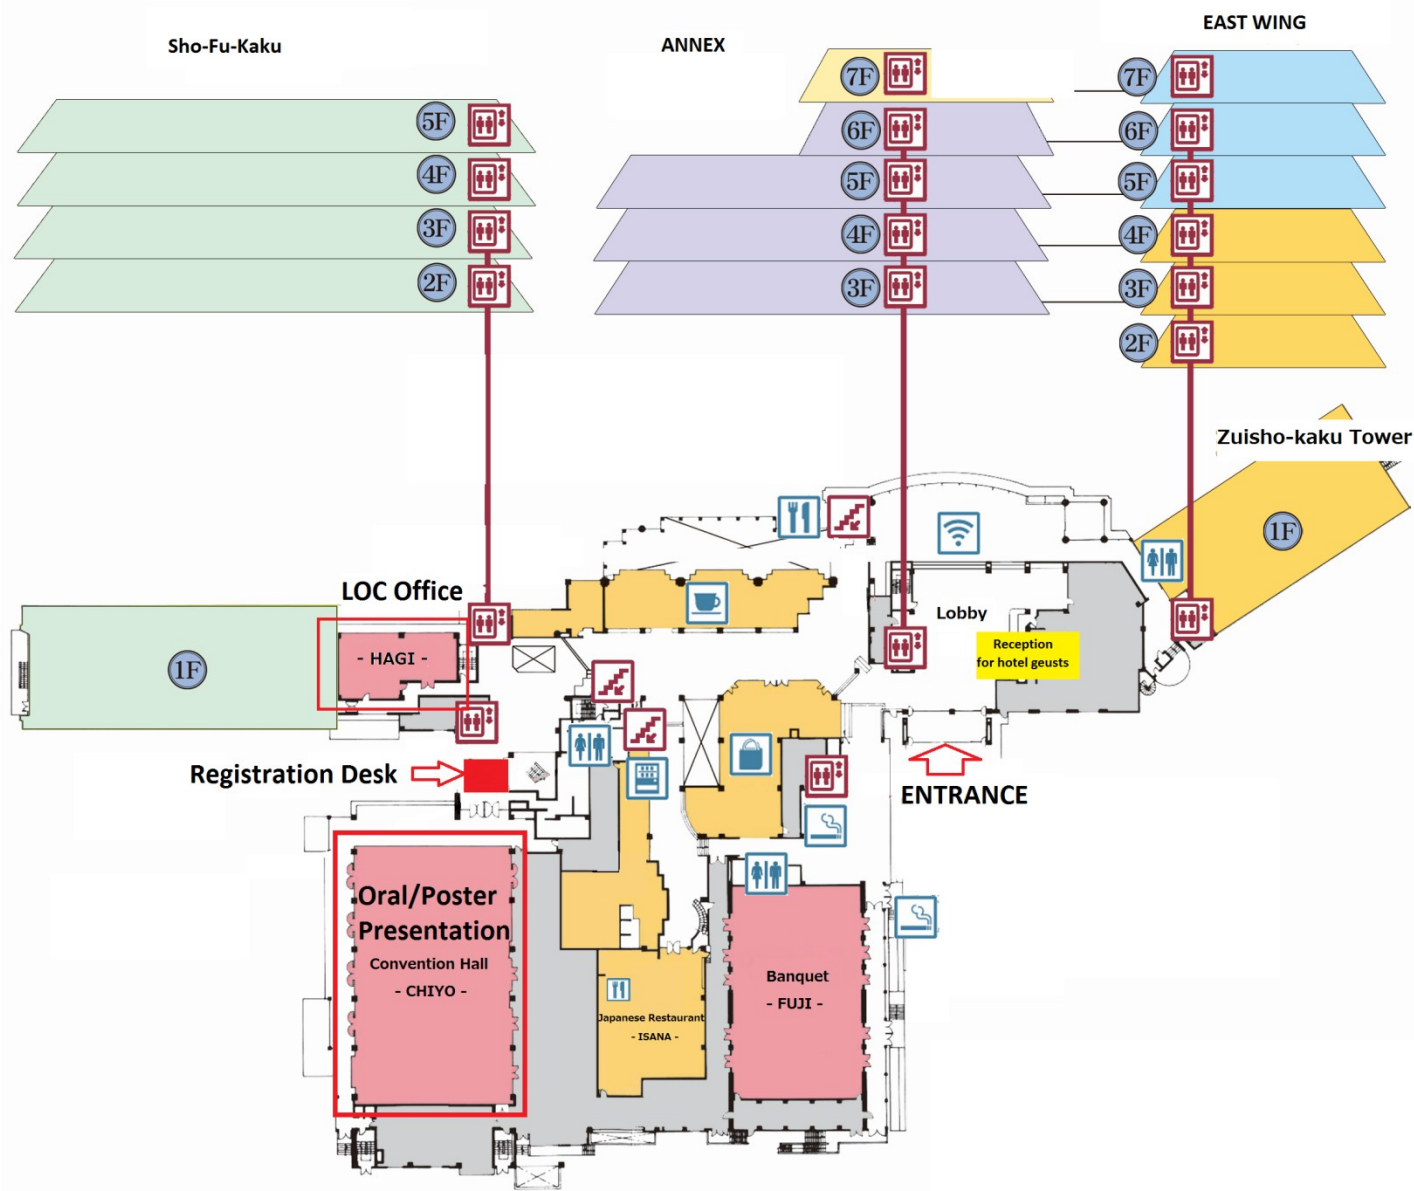 Sho-Fu-Kaku
ANNEX
EAST WING
7F
7F
6F
6F
5F
5F
5F
4F
4F
4F
3F
3F
3F
2F
2F
Zuisho-kaku Tower
1F
LOC Office
Lobby
Reception
for hotel geusts
- HAGI -
1F
Registration Desk
ENTRANCE
Oral/Poster
Presentation
Convention Hall
- CHIYO -
Japanese Restaurant
- ISANA -
Banquet
- FUJI -